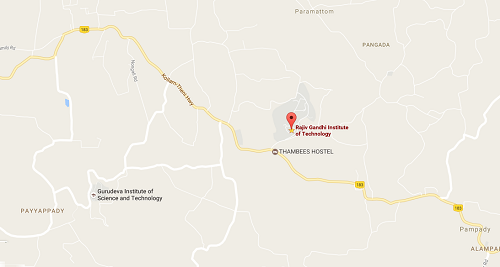 Paramattom
PANGADA
183
Nongall Rd
Kollam-Theni Hwy
Rajiv Gandhi Institute
of Technology
THAMBEES HOSTEL
183
Gurudeva Institute of
Science and Technology
PAYYAPPADY
183
Pampady
ALAMPA